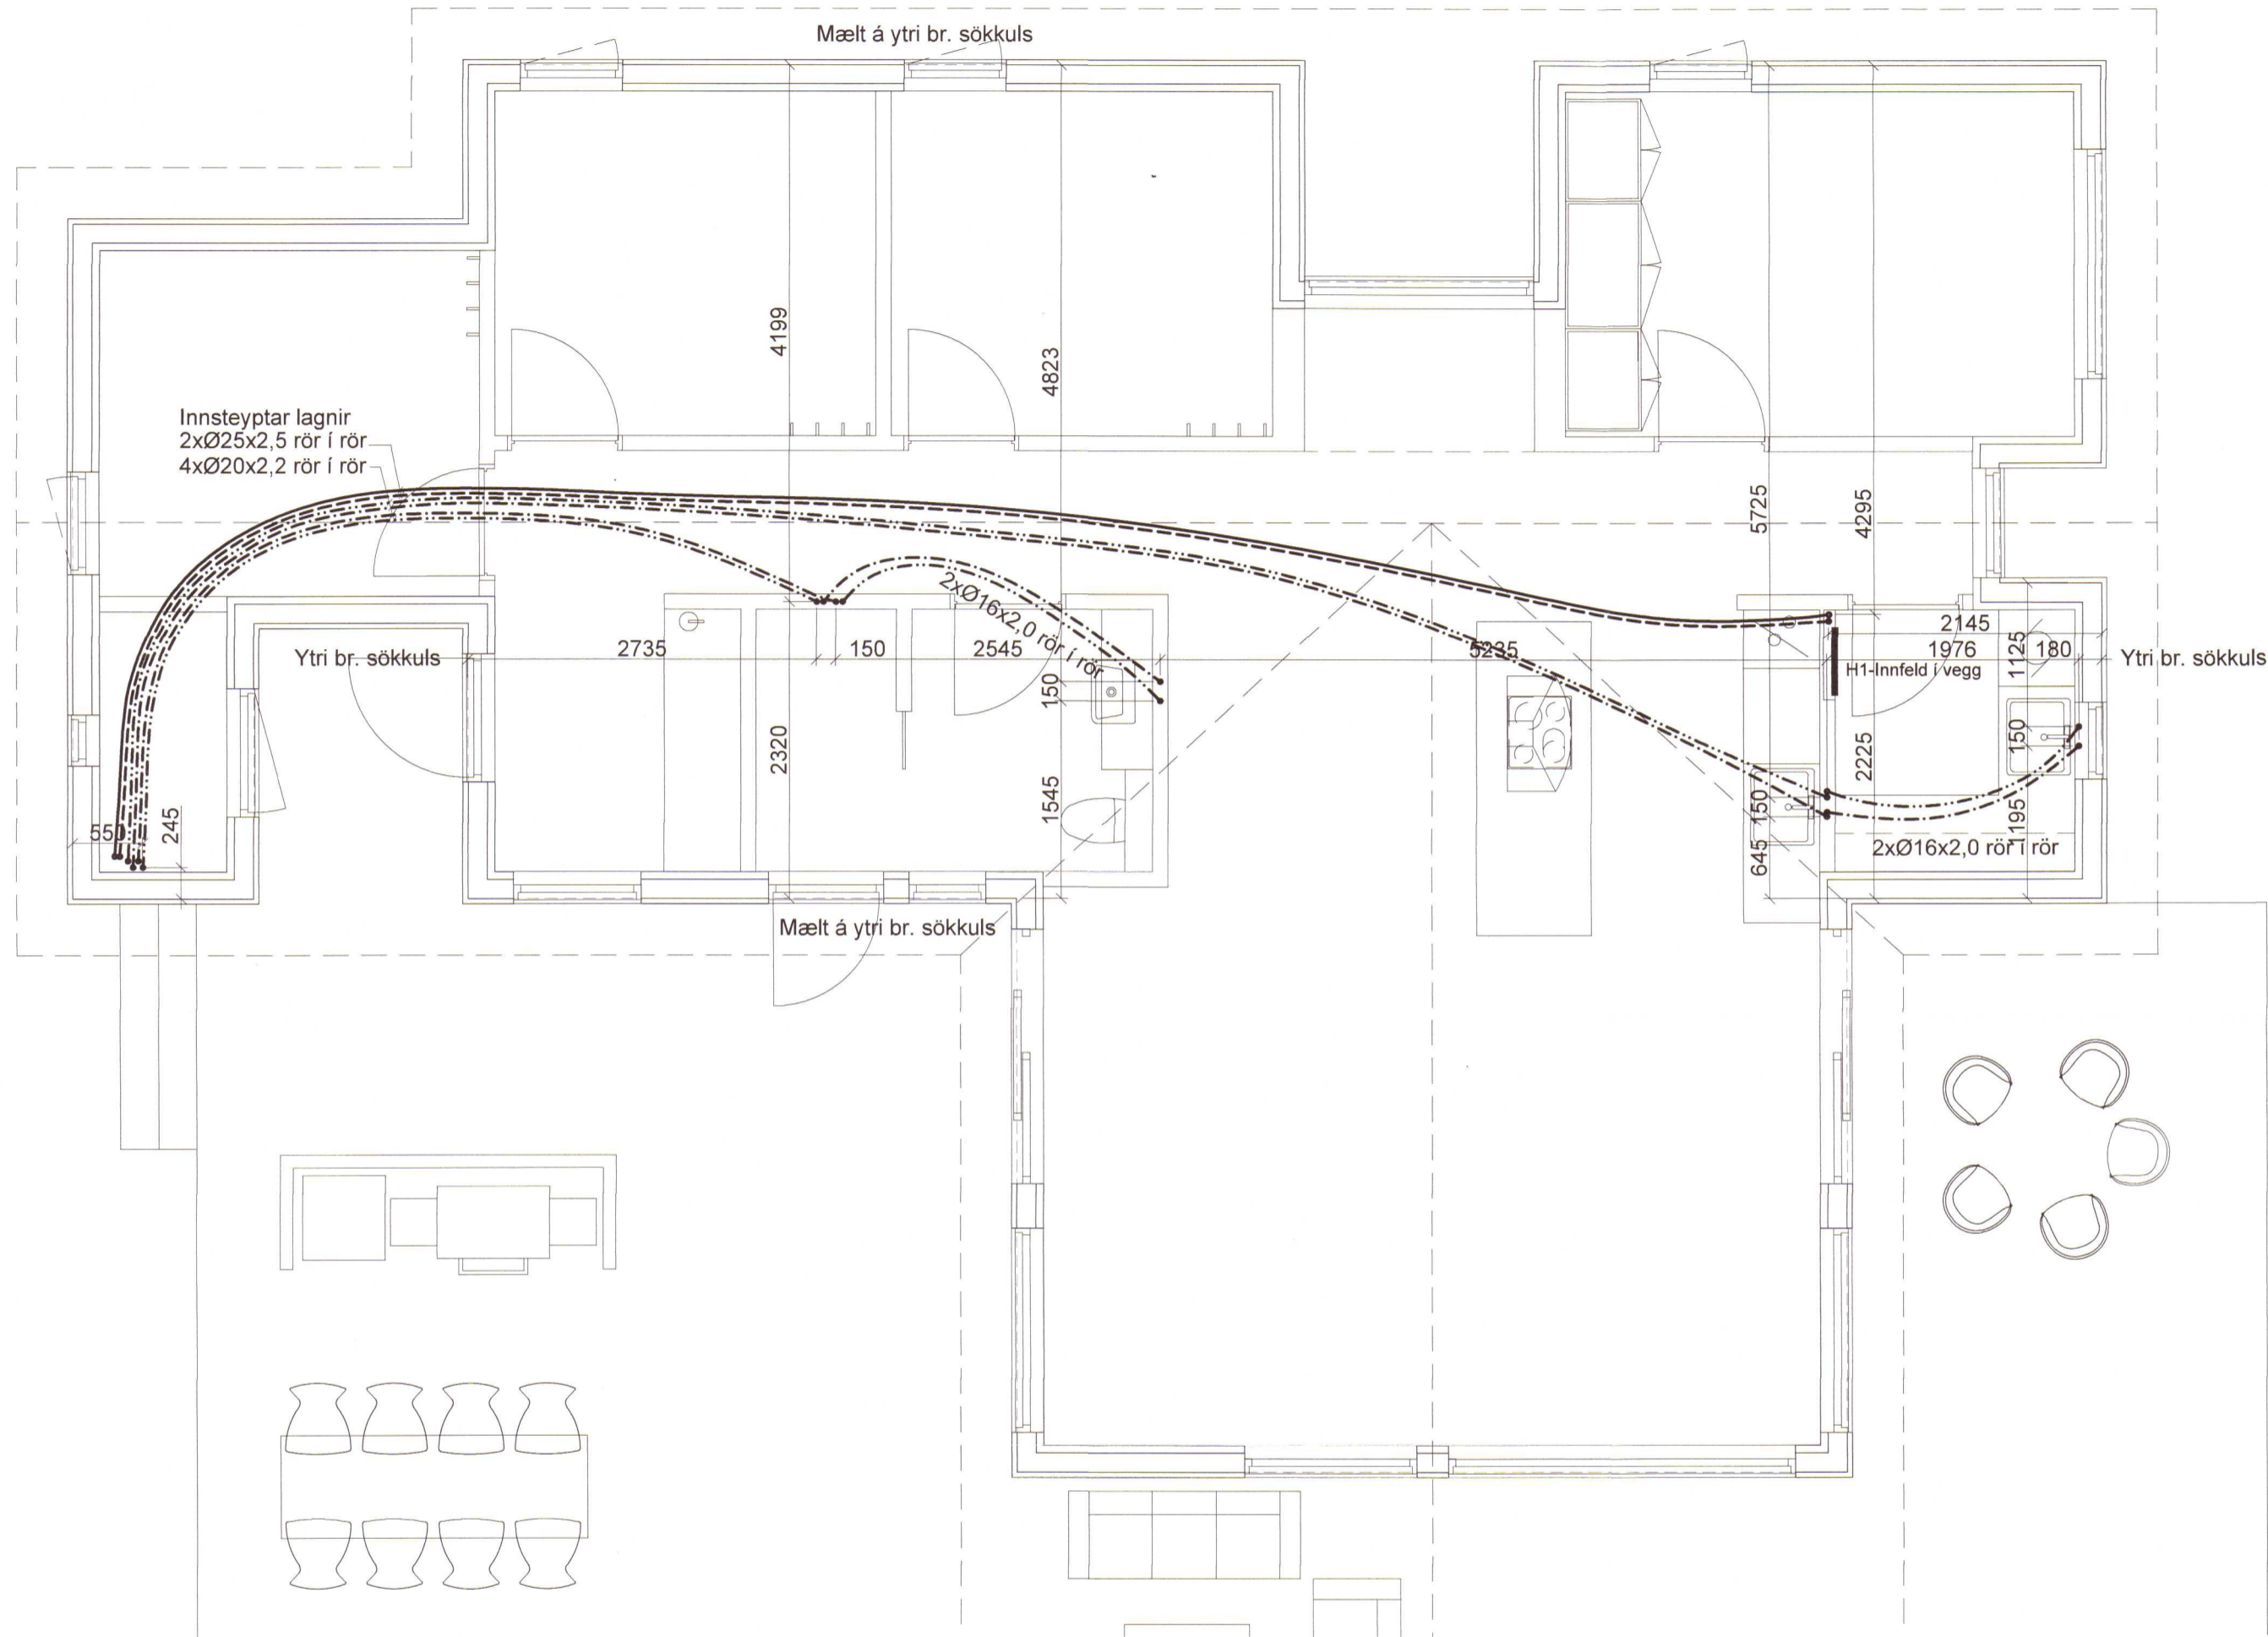 Mælt á ytri br. sökkuls
4199
4823
5725
4295
Innsteyptar lagnir
2xØ25x2,5 rör í rör
4xØ20x2,2 rör í rör
2xØ16x2,0 rör í rör
Ytri br. sökkuls
2735
150
2545
5235
2145
1976
180
1125
Ytri br. sökkuls
H1-Innfeld í vegg
150
2320
1545
150
2225
150
1195
645
2xØ16x2,0 rör í rör
550
245
Mælt á ytri br. sökkuls